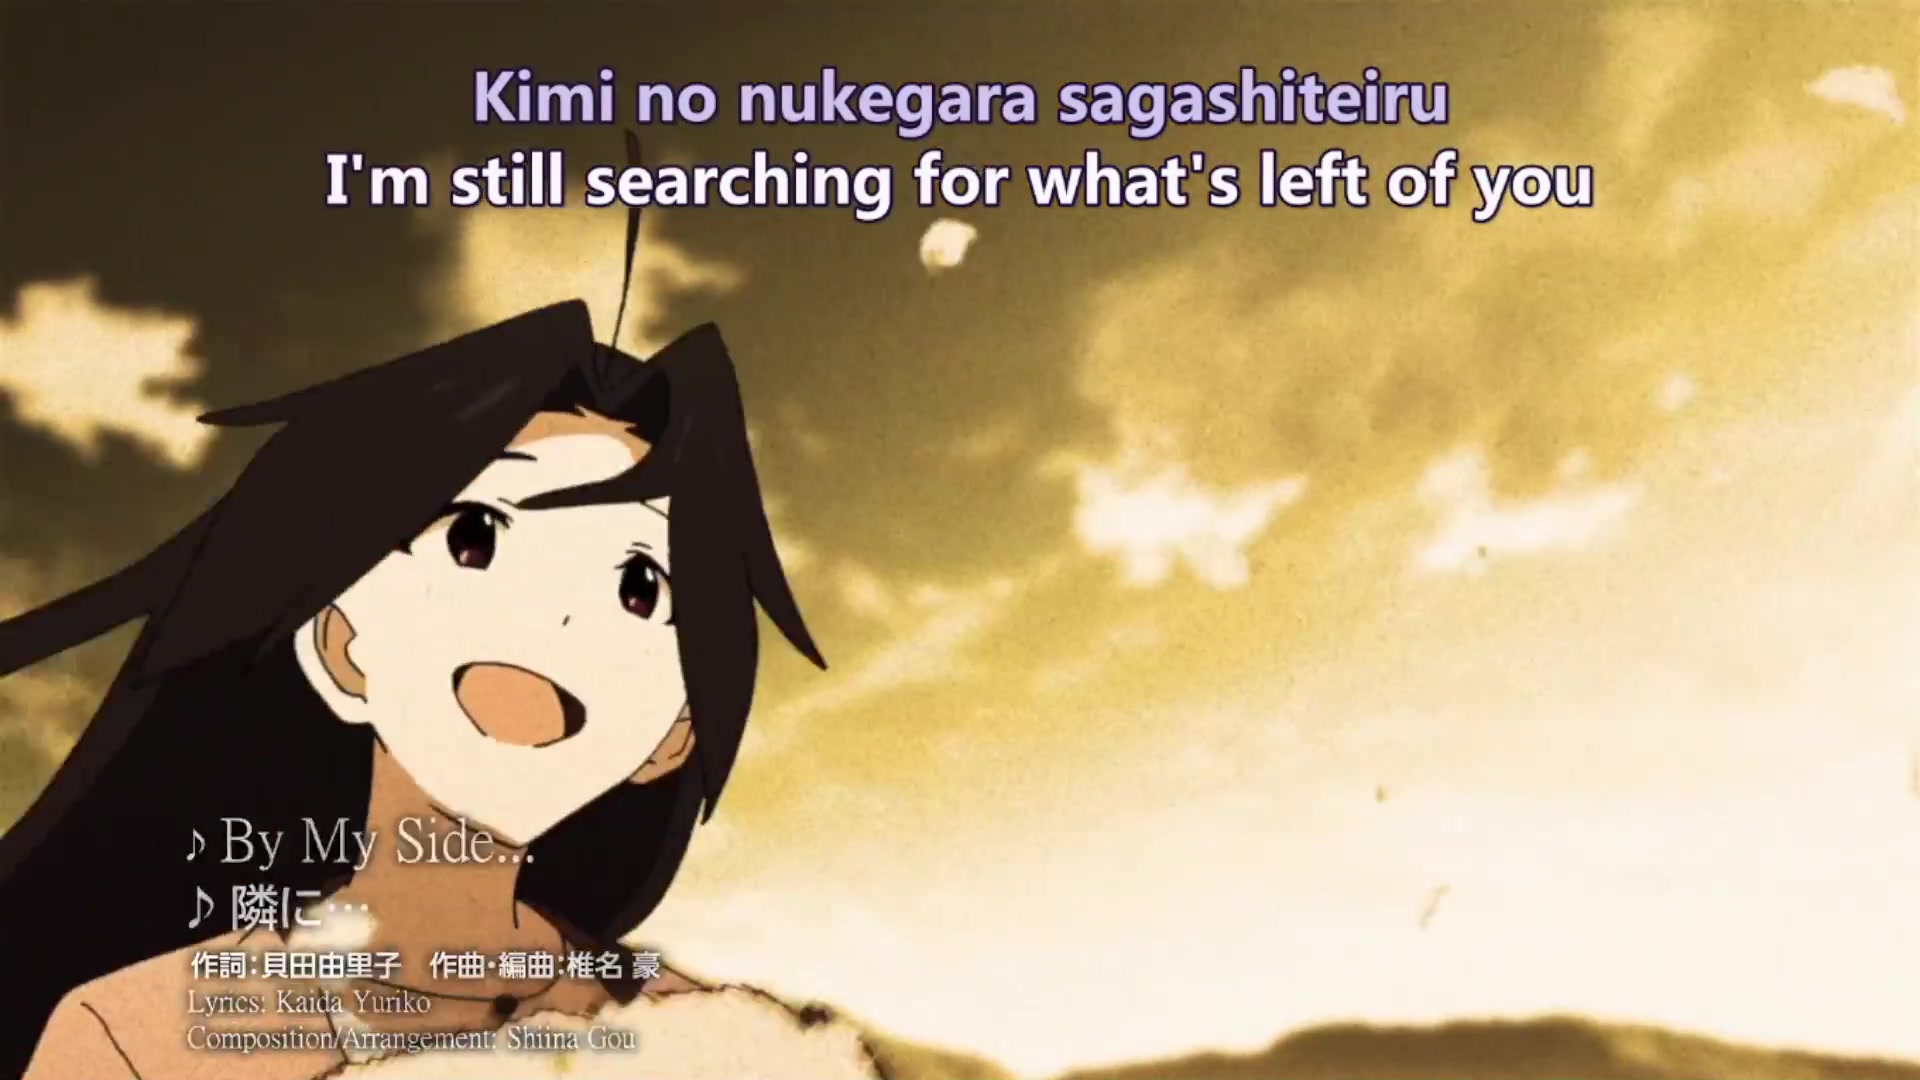 Kimi no nukegara sagashiteiru
I'm still searching for what's left of you
♪ By My Side...
♪ 隣に…
作詞：貝田由里子　作曲・編曲：椎名 豪
Lyrics: Kaida Yuriko
Composition/Arrangement: Shiina Gou